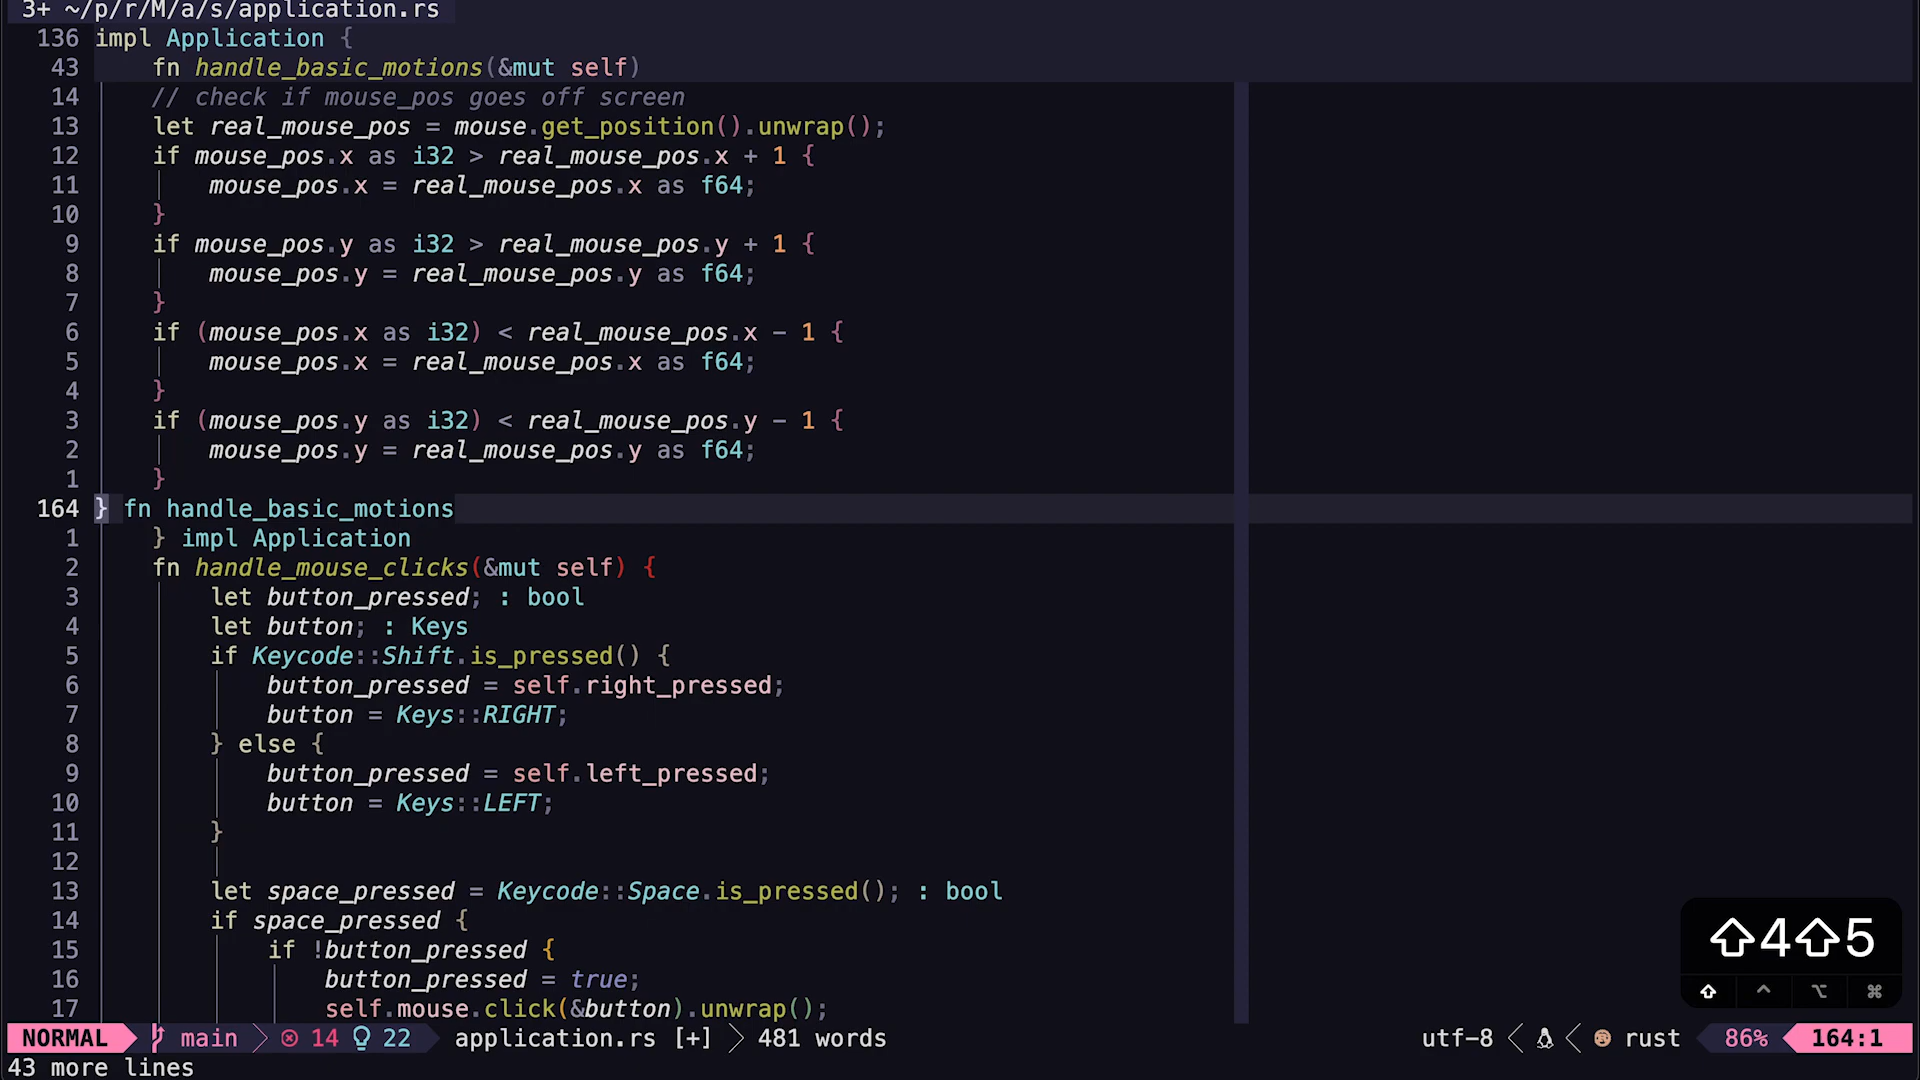 3+ ~/p/r/M/a/s/application.rs
136 impl Application {
43     fn handle_basic_motions(&mut self)
14     // check if mouse_pos goes off screen
13     let real_mouse_pos = mouse.get_position().unwrap();
12     if mouse_pos.x as i32 > real_mouse_pos.x + 1 {
11         mouse_pos.x = real_mouse_pos.x as f64;
10     }
9     if mouse_pos.y as i32 > real_mouse_pos.y + 1 {
8         mouse_pos.y = real_mouse_pos.y as f64;
7     }
6     if (mouse_pos.x as i32) < real_mouse_pos.x - 1 {
5         mouse_pos.x = real_mouse_pos.x as f64;
4     }
3     if (mouse_pos.y as i32) < real_mouse_pos.y - 1 {
2         mouse_pos.y = real_mouse_pos.y as f64;
1     }
164 } fn handle_basic_motions
1     } impl Application
2     fn handle_mouse_clicks(&mut self) {
3         let button_pressed; : bool
4         let button; : Keys
5         if Keycode::Shift.is_pressed() {
6             button_pressed = self.right_pressed;
7             button = Keys::RIGHT;
8         } else {
9             button_pressed = self.left_pressed;
10             button = Keys::LEFT;
11         }
12
13         let space_pressed = Keycode::Space.is_pressed(); : bool
14         if space_pressed {
15             if !button_pressed {
16                 button_pressed = true;
17                 self.mouse.click(&button).unwrap();
⇧4⇧5
⇧ ^ ⌥ ⌘
NORMAL main 14 22 application.rs [+] 481 words utf-8 rust 86% 164:1
43 more lines